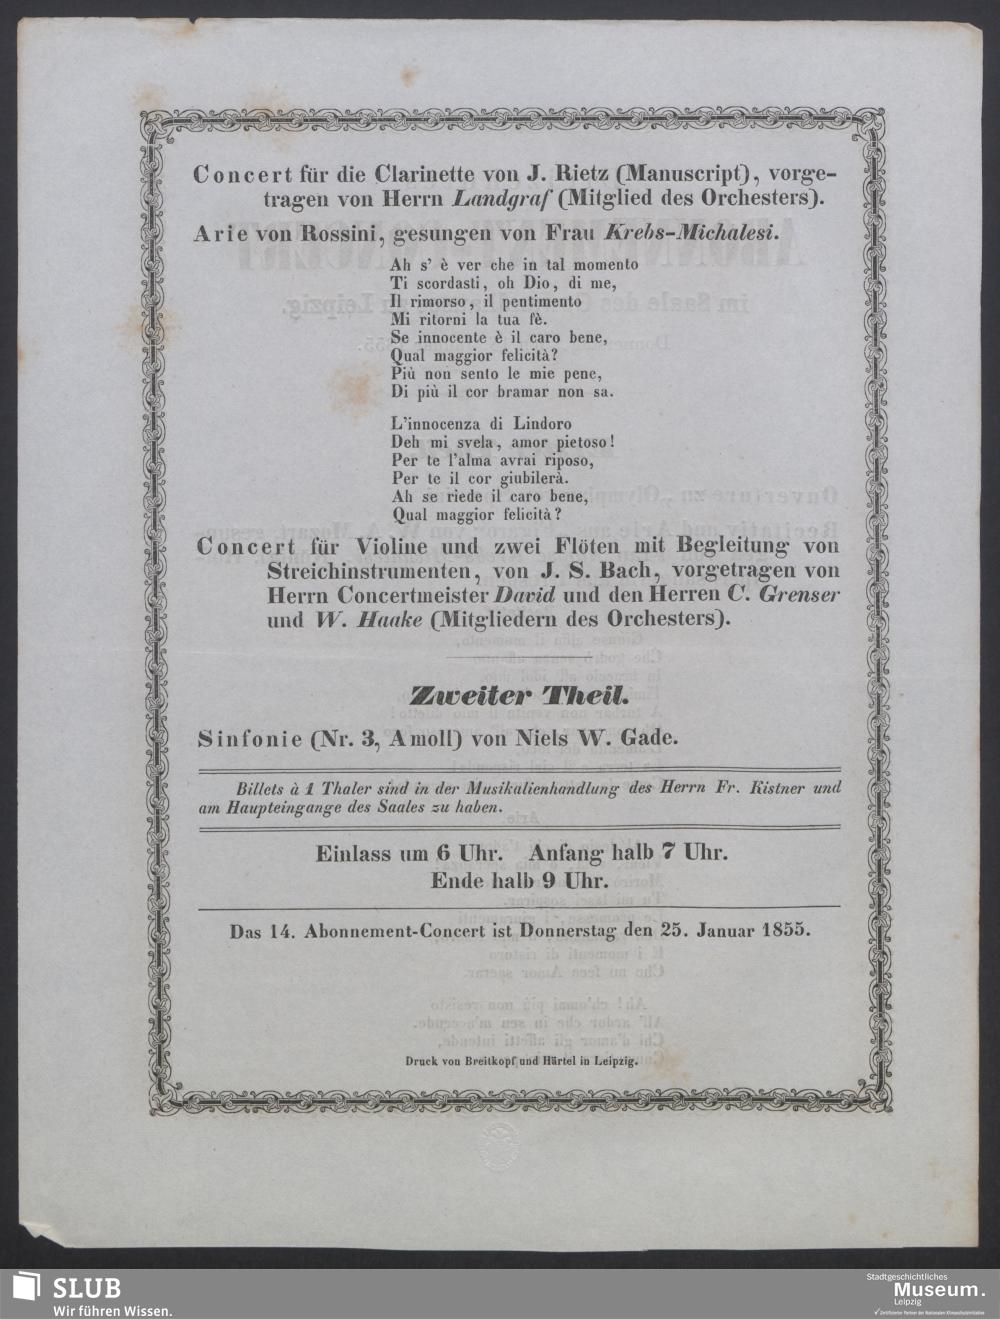 Concert für die Clarinette von J. Rietz (Manuscript), vorge-
tragen von Herrn Landgraf (Mitglied des Orchesters).
Arie von Rossini, gesungen von Frau Krebs-Michalesi.
Ah s' è ver che in tal momento
Ti scordasti, oh Dio, di me,
Il rimorso, il pentimento
Mi ritorni la tua fè.
Se innocente è il caro bene,
Qual maggior felicità?
Più non sento le mie pene,
Di più il cor bramar non sa.
L'innocenza di Lindoro
Deh mi svela, amor pietoso!
Per te l'alma avrai riposo,
Per te il cor giubilerà.
Ah se riede il caro bene,
Qual maggior felicità?
Concert für Violine und zwei Flöten mit Begleitung von
Streichinstrumenten, von J. S. Bach, vorgetragen von
Herrn Concertmeister David und den Herren C. Grenser
und W. Haake (Mitgliedern des Orchesters).
Zweiter Theil.
Sinfonie (Nr. 3, A moll) von Niels W. Gade.
Billets à 1 Thaler sind in der Musikalienhandlung des Herrn Fr. Kistner und
am Haupteingange des Saales zu haben.
Einlass um 6 Uhr. Anfang halb 7 Uhr.
Ende halb 9 Uhr.
Das 14. Abonnement-Concert ist Donnerstag den 25. Januar 1855.
Druck von Breitkopf und Härtel in Leipzig.
SLUB
Wir führen Wissen.
Stadtgeschichtliches
Museum.
Leipzig